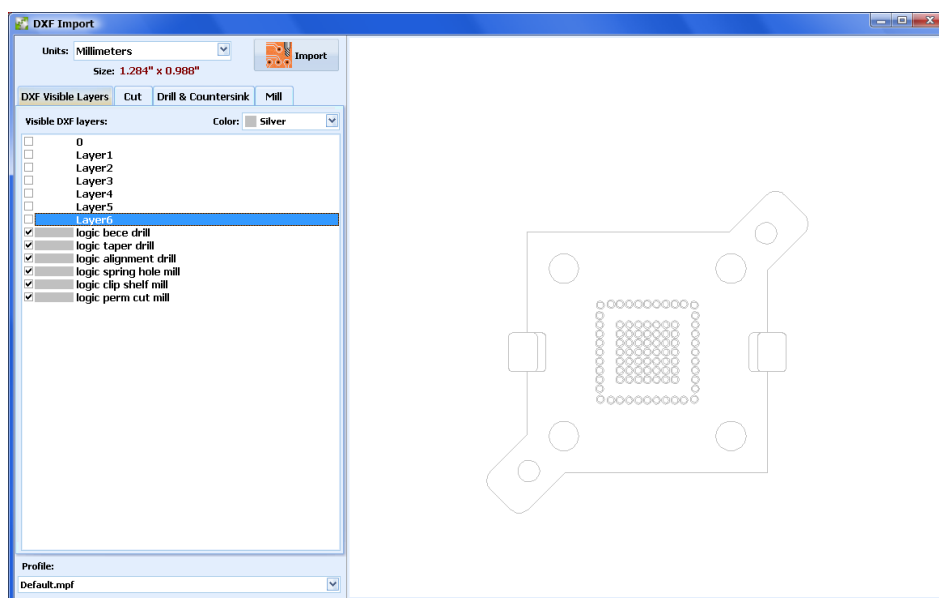 DXF Import
Units: Millimeters
Import
Size: 1.284" x 0.988"
DXF Visible Layers Cut Drill & Countersink Mill
Visible DXF layers: Color: Silver
0
Layer1
Layer2
Layer3
Layer4
Layer5
Layer6
logic bece drill
logic taper drill
logic alignment drill
logic spring hole mill
logic clip shelf mill
logic perm cut mill
Profile:
Default.mpf